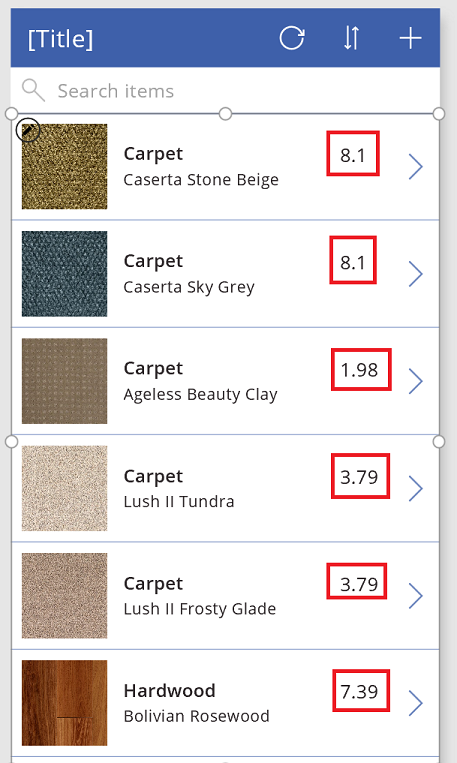 [Title]
Search items
Carpet
Caserta Stone Beige
8.1
Carpet
Caserta Sky Grey
8.1
Carpet
Ageless Beauty Clay
1.98
Carpet
Lush II Tundra
3.79
Carpet
Lush II Frosty Glade
3.79
Hardwood
Bolivian Rosewood
7.39